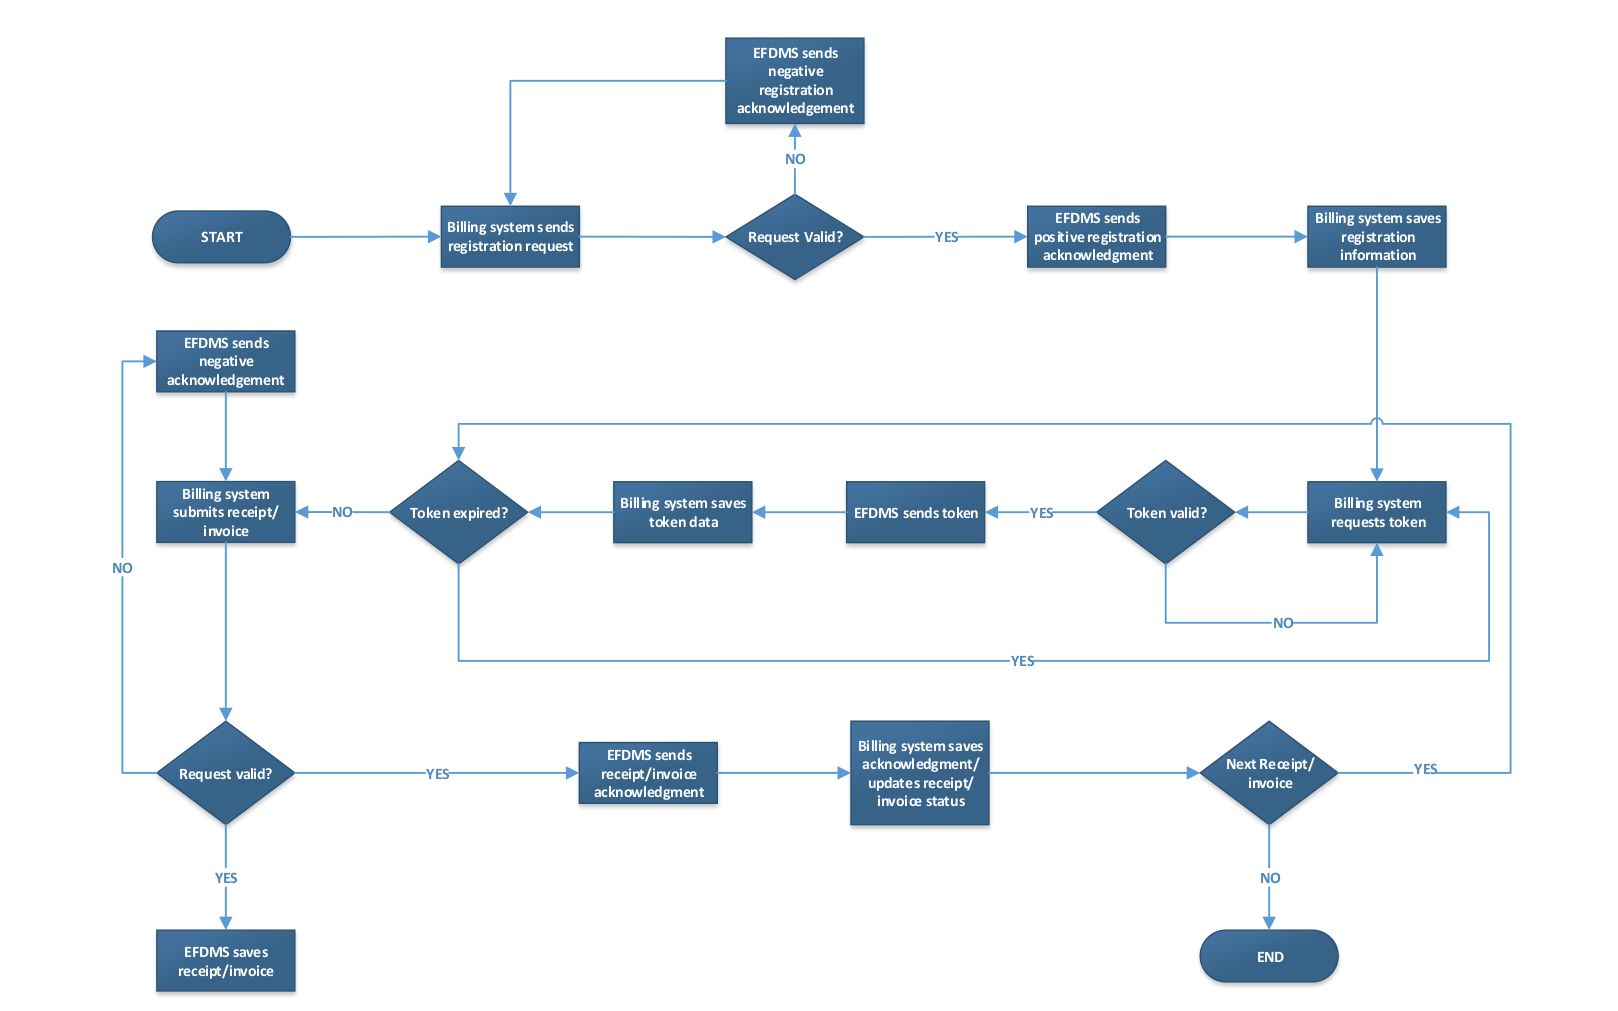 EFDMS sends
negative
registration
acknowledgement
NO
START
Billing system sends
registration request
Request Valid?
YES
EFDMS sends
positive registration
acknowledgment
Billing system saves
registration
information
EFDMS sends
negative
acknowledgement
Billing system
submits receipt/
invoice
NO
Token expired?
Billing system saves
token data
EFDMS sends token
YES
Token valid?
Billing system
requests token
NO
NO
YES
Request valid?
YES
EFDMS sends
receipt/invoice
acknowledgment
Billing system saves
acknowledgment/
updates receipt/
invoice status
Next Receipt/
invoice
YES
YES
NO
EFDMS saves
receipt/invoice
END